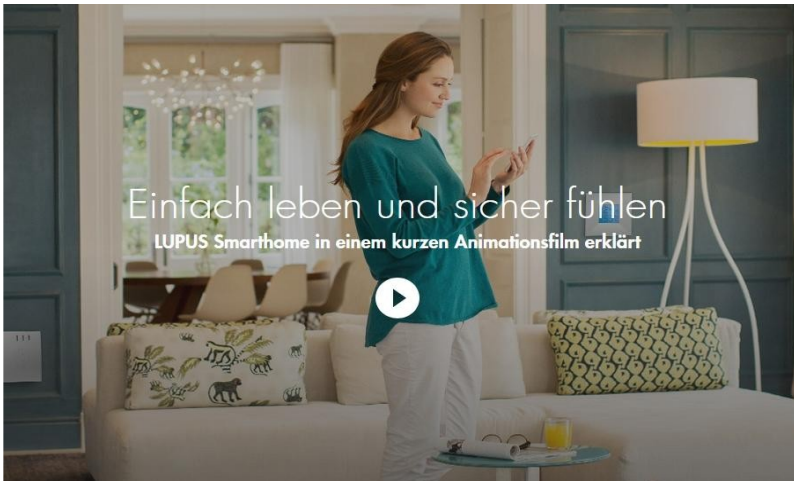 Einfach leben und sicher fühlen
LUPUS Smarthome in einem kurzen Animationsfilm erklärt